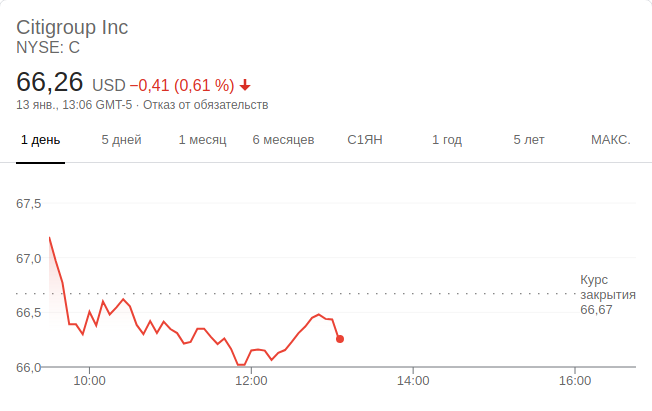 Citigroup Inc
NYSE: C
66,26 USD −0,41 (0,61 %)
13 янв., 13:06 GMT-5 · Отказ от обязательств
1 день 5 дней 1 месяц 6 месяцев С1ЯН 1 год 5 лет МАКС.
67,5
67,0
Курс
закрытия
66,67
66,5
66,0
10:00 12:00 14:00 16:00